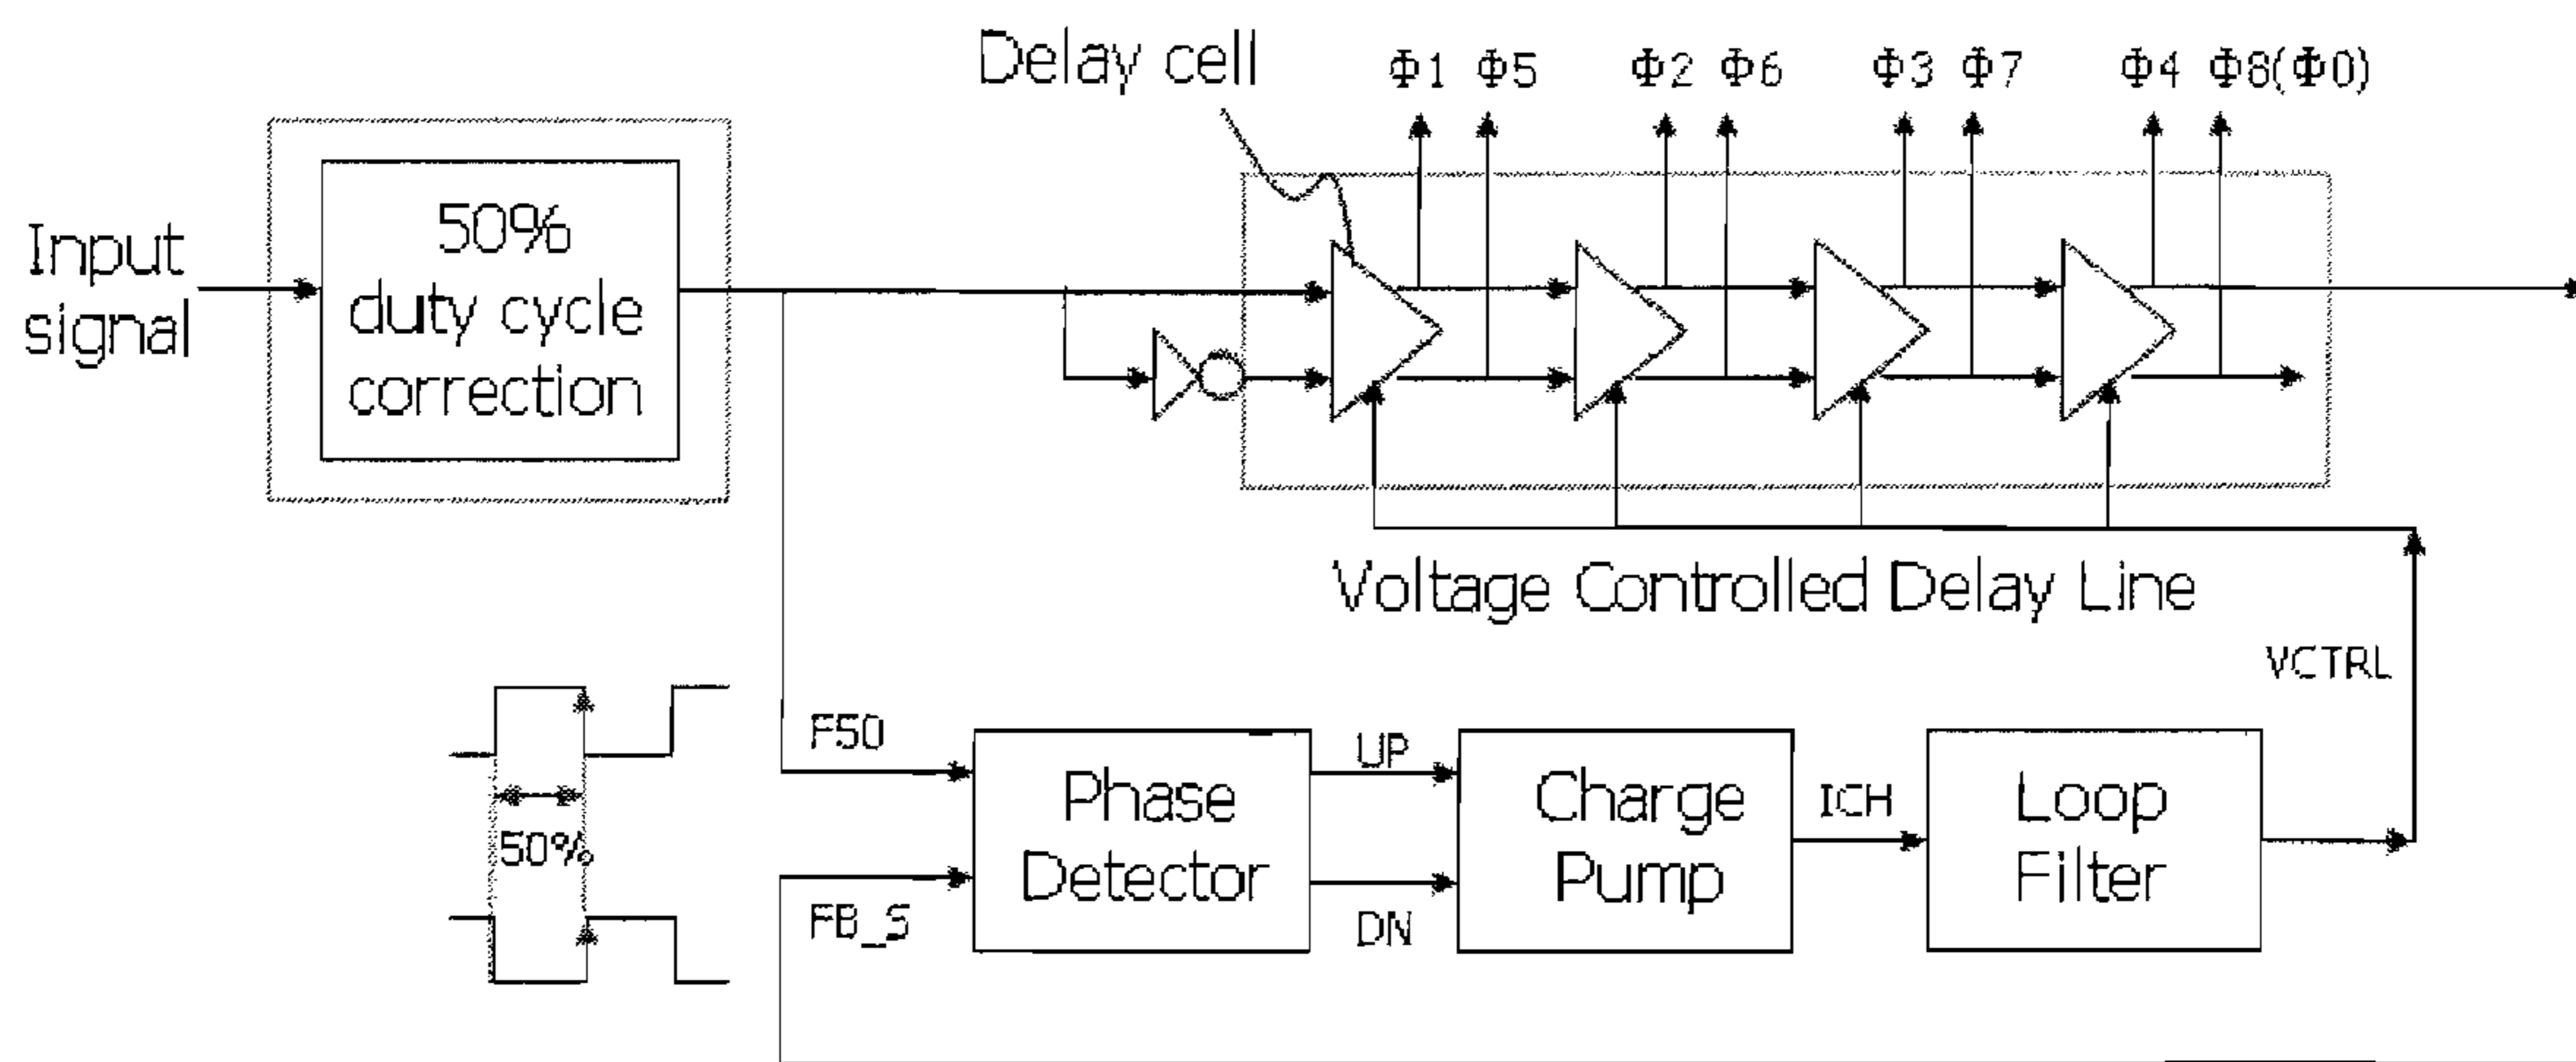 Delay cell
Φ1 Φ5 Φ2 Φ6 Φ3 Φ7 Φ4 Φ8(Φ0)
Input
signal
50%
duty cycle
correction
Voltage Controlled Delay Line
VCTRL
F50
FB_S
50%
Phase
Detector
UP
DN
Charge
Pump
ICH
Loop
Filter